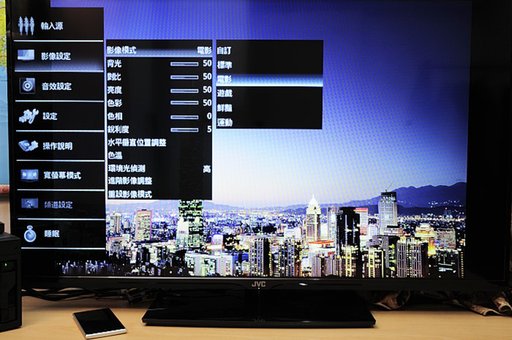 輸入源
影像設定
音效設定
設定
操作說明
寬螢幕模式
頻道設定
睡眠
影像模式 電影
背光 50
對比 50
亮度 50
色彩 50
色相 0
銳利度 5
水平垂直位置調整
色溫
環境光偵測 高
進階影像調整
重設影像模式
自訂
標準
電影
遊戲
鮮豔
運動
JVC